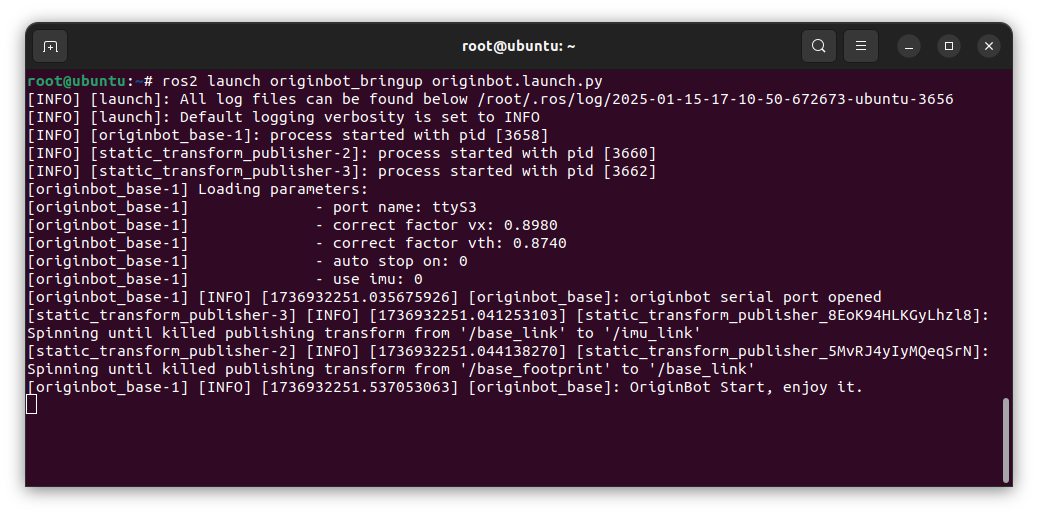 root@ubuntu: ~
root@ubuntu:~# ros2 launch originbot_bringup originbot.launch.py
[INFO] [launch]: All log files can be found below /root/.ros/log/2025-01-15-17-10-50-672673-ubuntu-3656
[INFO] [launch]: Default logging verbosity is set to INFO
[INFO] [originbot_base-1]: process started with pid [3658]
[INFO] [static_transform_publisher-2]: process started with pid [3660]
[INFO] [static_transform_publisher-3]: process started with pid [3662]
[originbot_base-1] Loading parameters:
[originbot_base-1]               - port name: ttyS3
[originbot_base-1]               - correct factor vx: 0.8980
[originbot_base-1]               - correct factor vth: 0.8740
[originbot_base-1]               - auto stop on: 0
[originbot_base-1]               - use imu: 0
[originbot_base-1] [INFO] [1736932251.035675926] [originbot_base]: originbot serial port opened
[static_transform_publisher-3] [INFO] [1736932251.041253103] [static_transform_publisher_8EoK94HLKGyLhzl8]:
Spinning until killed publishing transform from '/base_link' to '/imu_link'
[static_transform_publisher-2] [INFO] [1736932251.044138270] [static_transform_publisher_5MvRJ4yIyMQeqSrN]:
Spinning until killed publishing transform from '/base_footprint' to '/base_link'
[originbot_base-1] [INFO] [1736932251.537053063] [originbot_base]: OriginBot Start, enjoy it.